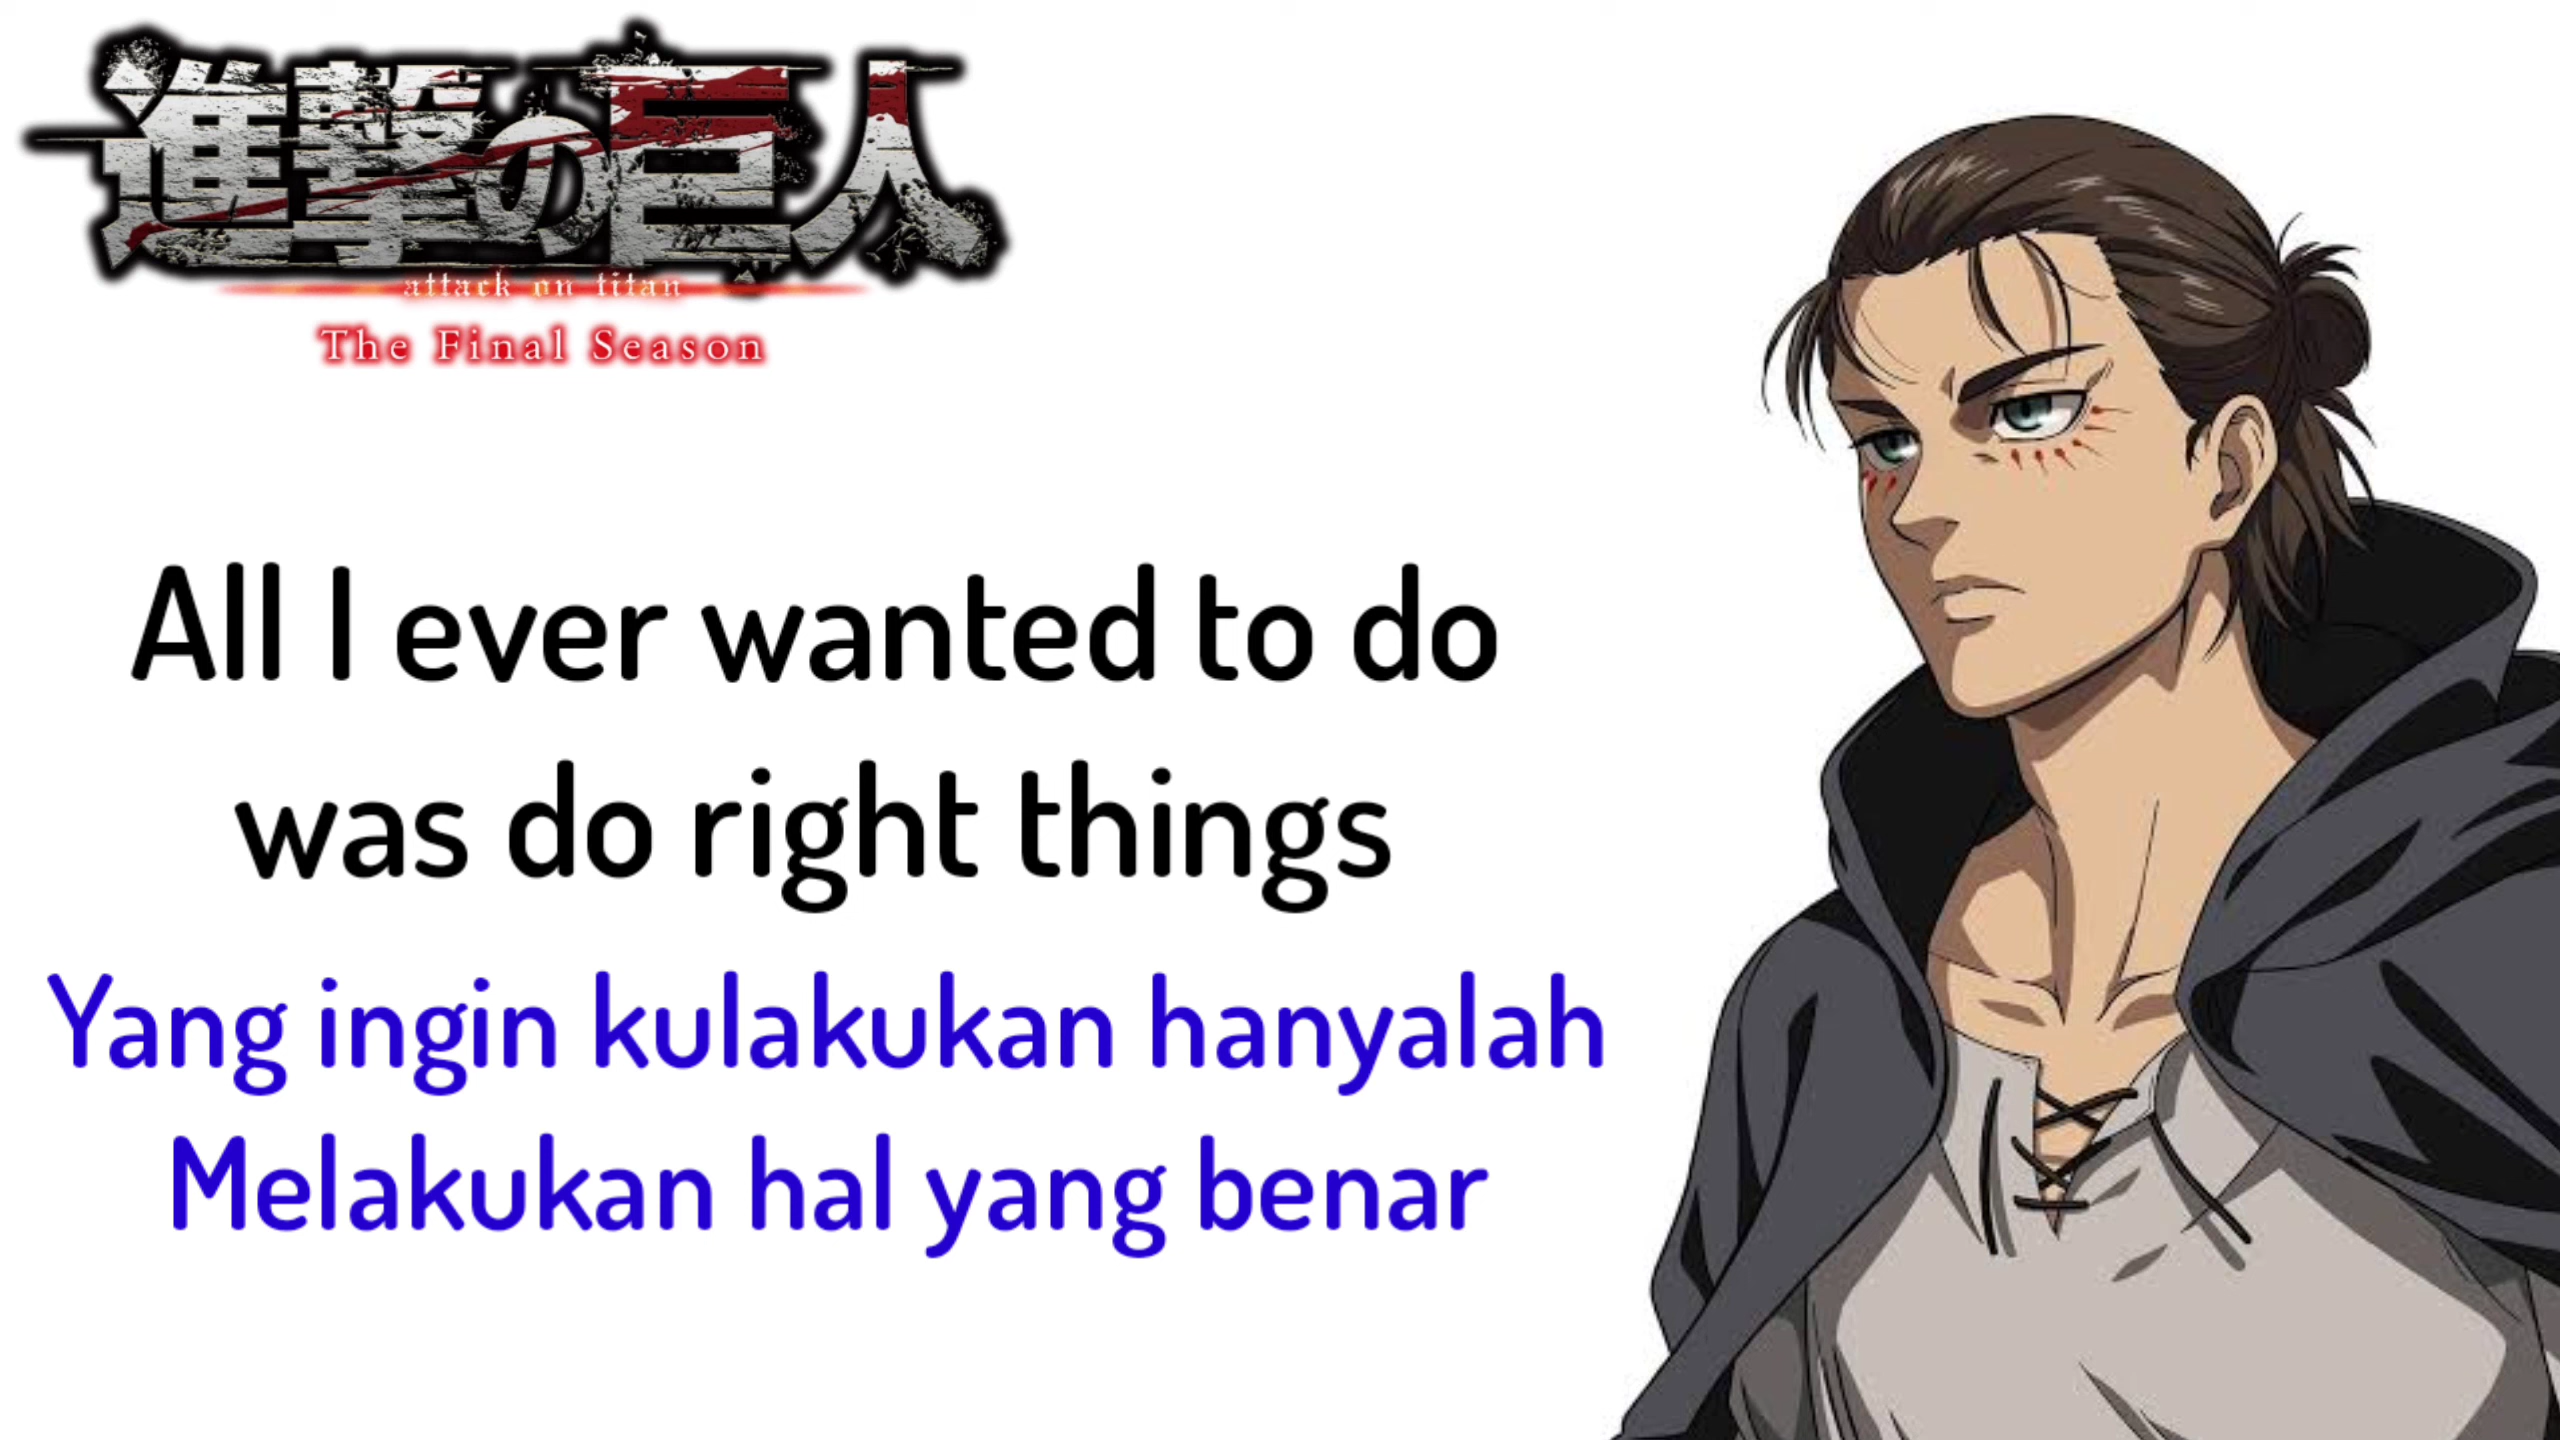 進撃の巨人
attack on titan
The Final Season
All I ever wanted to do
was do right things
Yang ingin kulakukan hanyalah
Melakukan hal yang benar